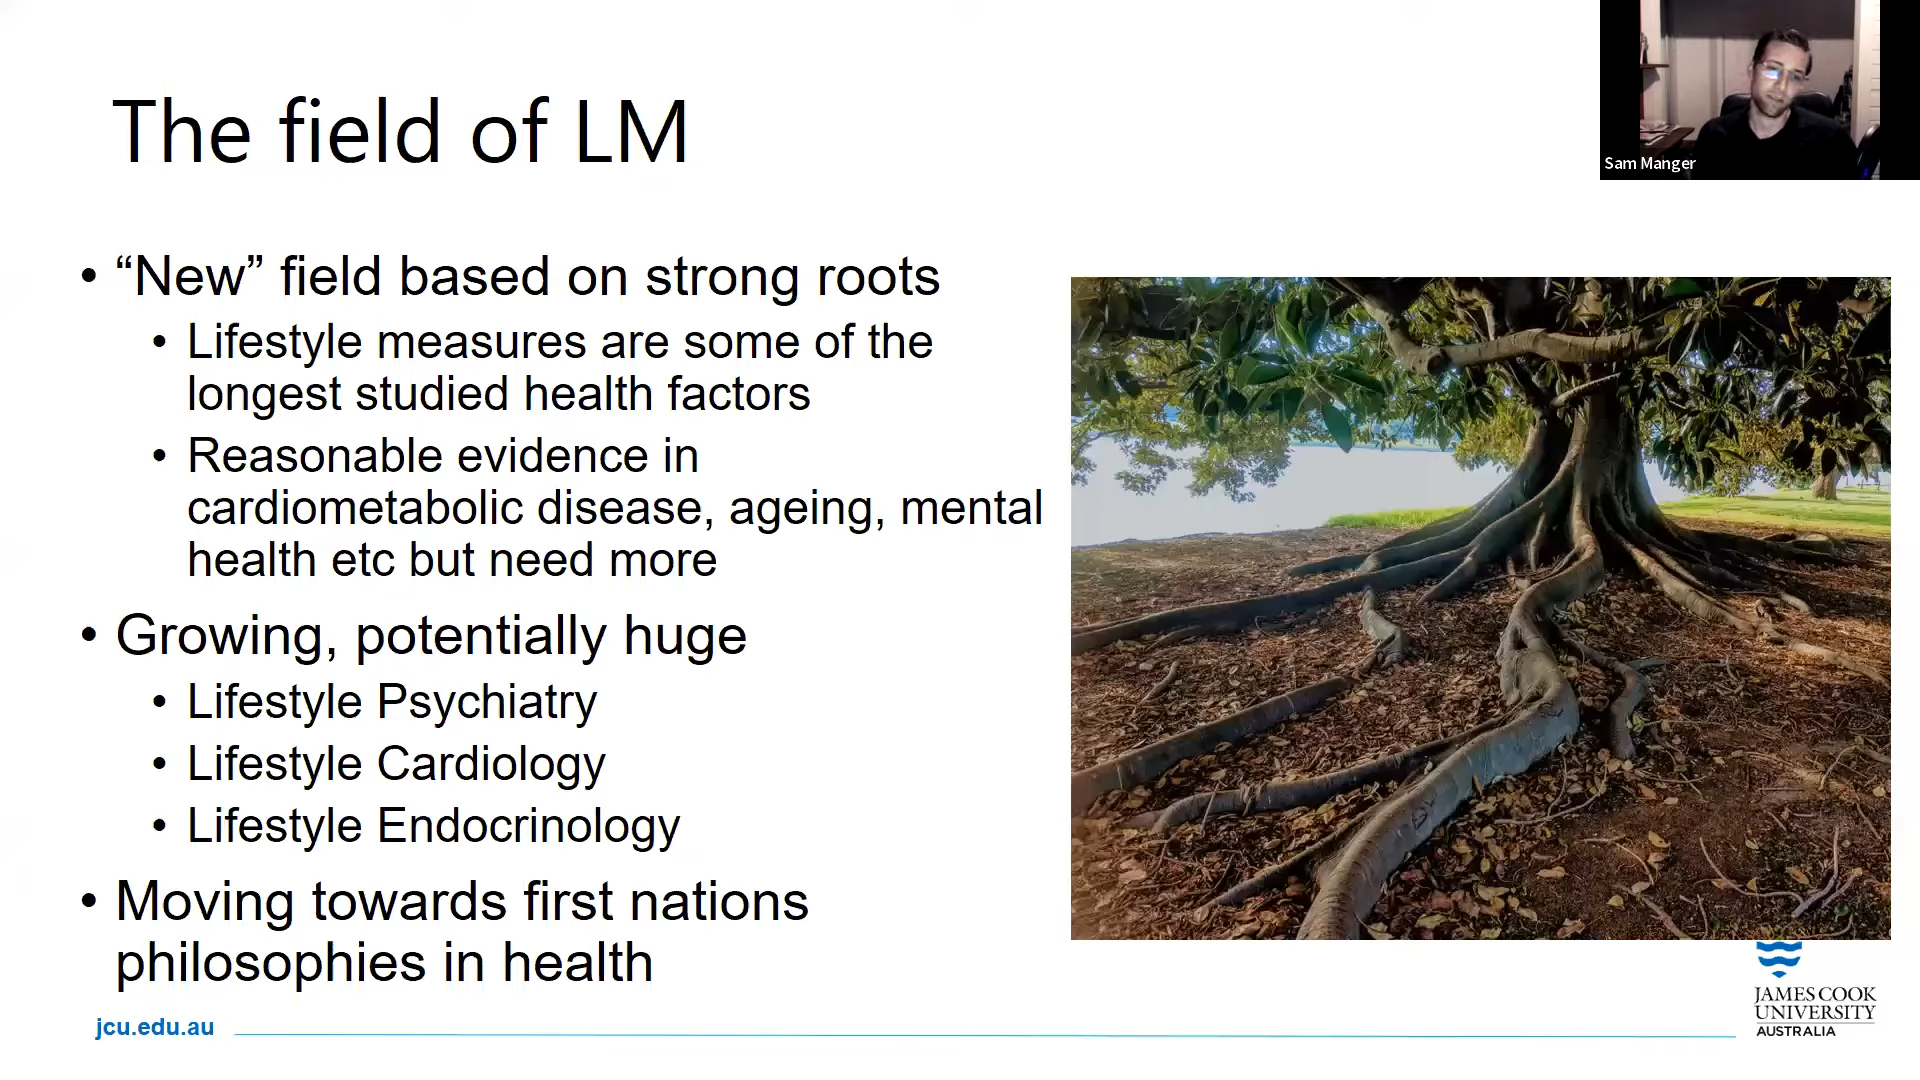 The field of LM
Sam Manger
• “New” field based on strong roots
• Lifestyle measures are some of the
longest studied health factors
• Reasonable evidence in
cardiometabolic disease, ageing, mental
health etc but need more
• Growing, potentially huge
• Lifestyle Psychiatry
• Lifestyle Cardiology
• Lifestyle Endocrinology
• Moving towards first nations
philosophies in health
jcu.edu.au
JAMES COOK
UNIVERSITY
AUSTRALIA